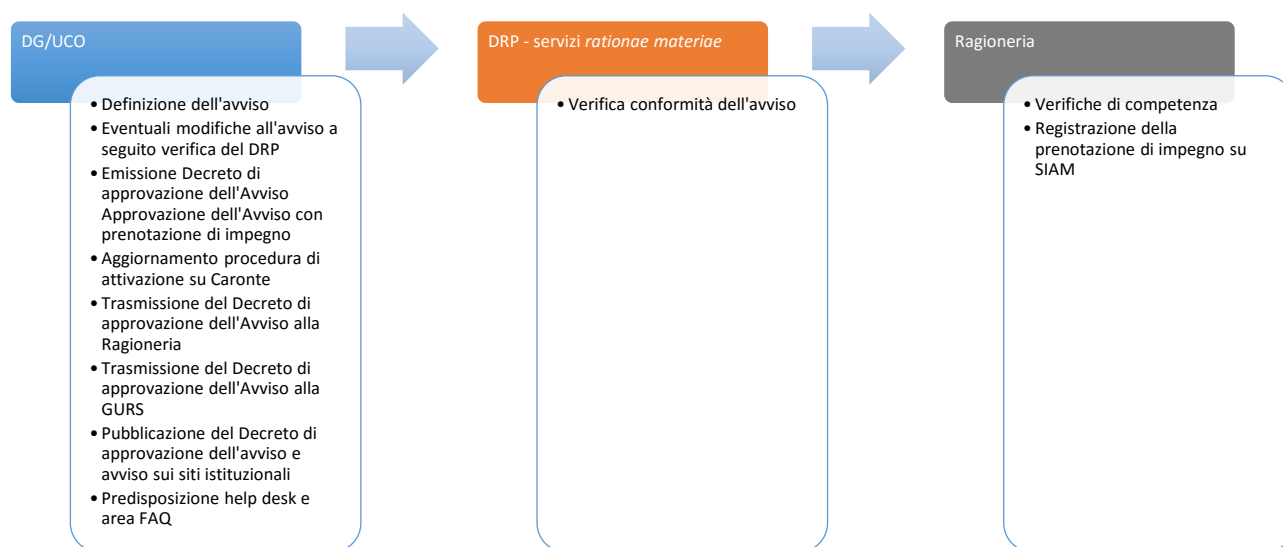 DG/UCO
• Definizione dell'avviso
• Eventuali modifiche all'avviso a
seguito verifica del DRP
• Emissione Decreto di
approvazione dell'Avviso
Approvazione dell'Avviso con
prenotazione di impegno
• Aggiornamento procedura di
attivazione su Caronte
• Trasmissione del Decreto di
approvazione dell'Avviso alla
Ragioneria
• Trasmissione del Decreto di
approvazione dell'Avviso alla
GURS
• Pubblicazione del Decreto di
approvazione dell'avviso e
avviso sui siti istituzionali
• Predisposizione help desk e
area FAQ
DRP - servizi rationae materiae
• Verifica conformità dell'avviso
Ragioneria
• Verifiche di competenza
• Registrazione della
prenotazione di impegno su
SIAM